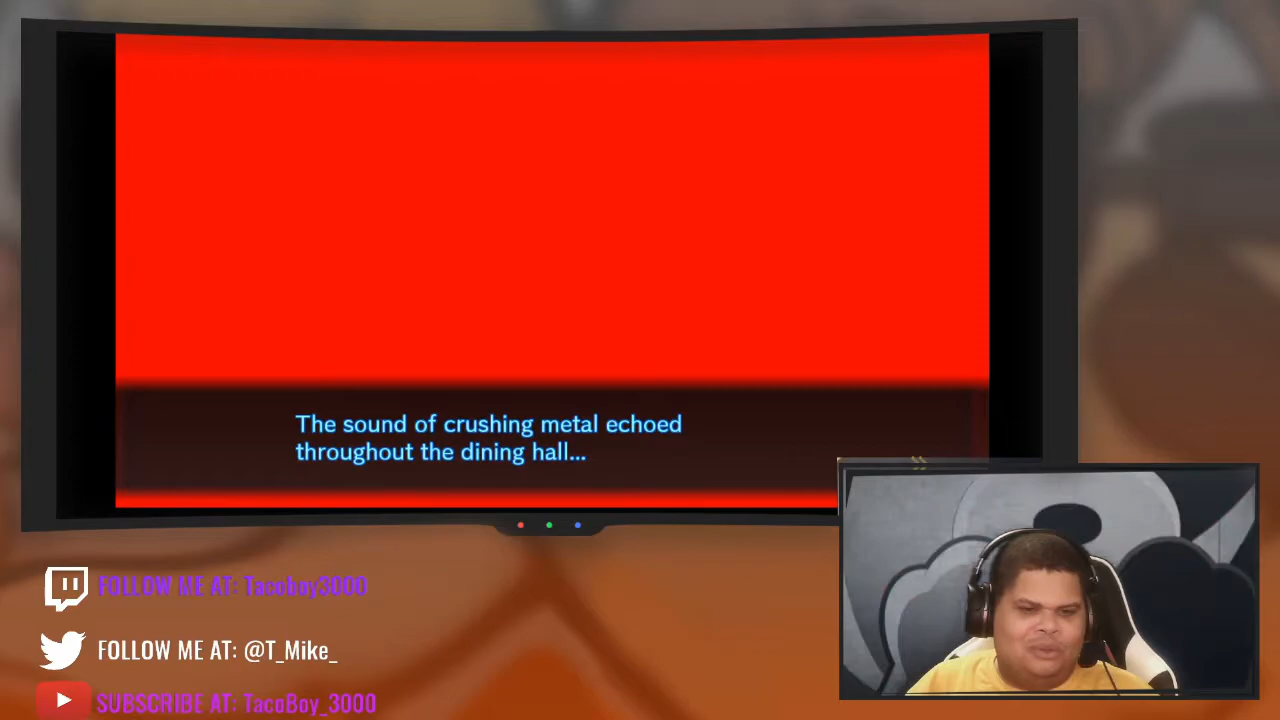 The sound of crushing metal echoed
throughout the dining hall...
FOLLOW ME AT: Tacoboy3000
FOLLOW ME AT: @T_Mike_
SUBSCRIBE AT: TacoBoy_3000